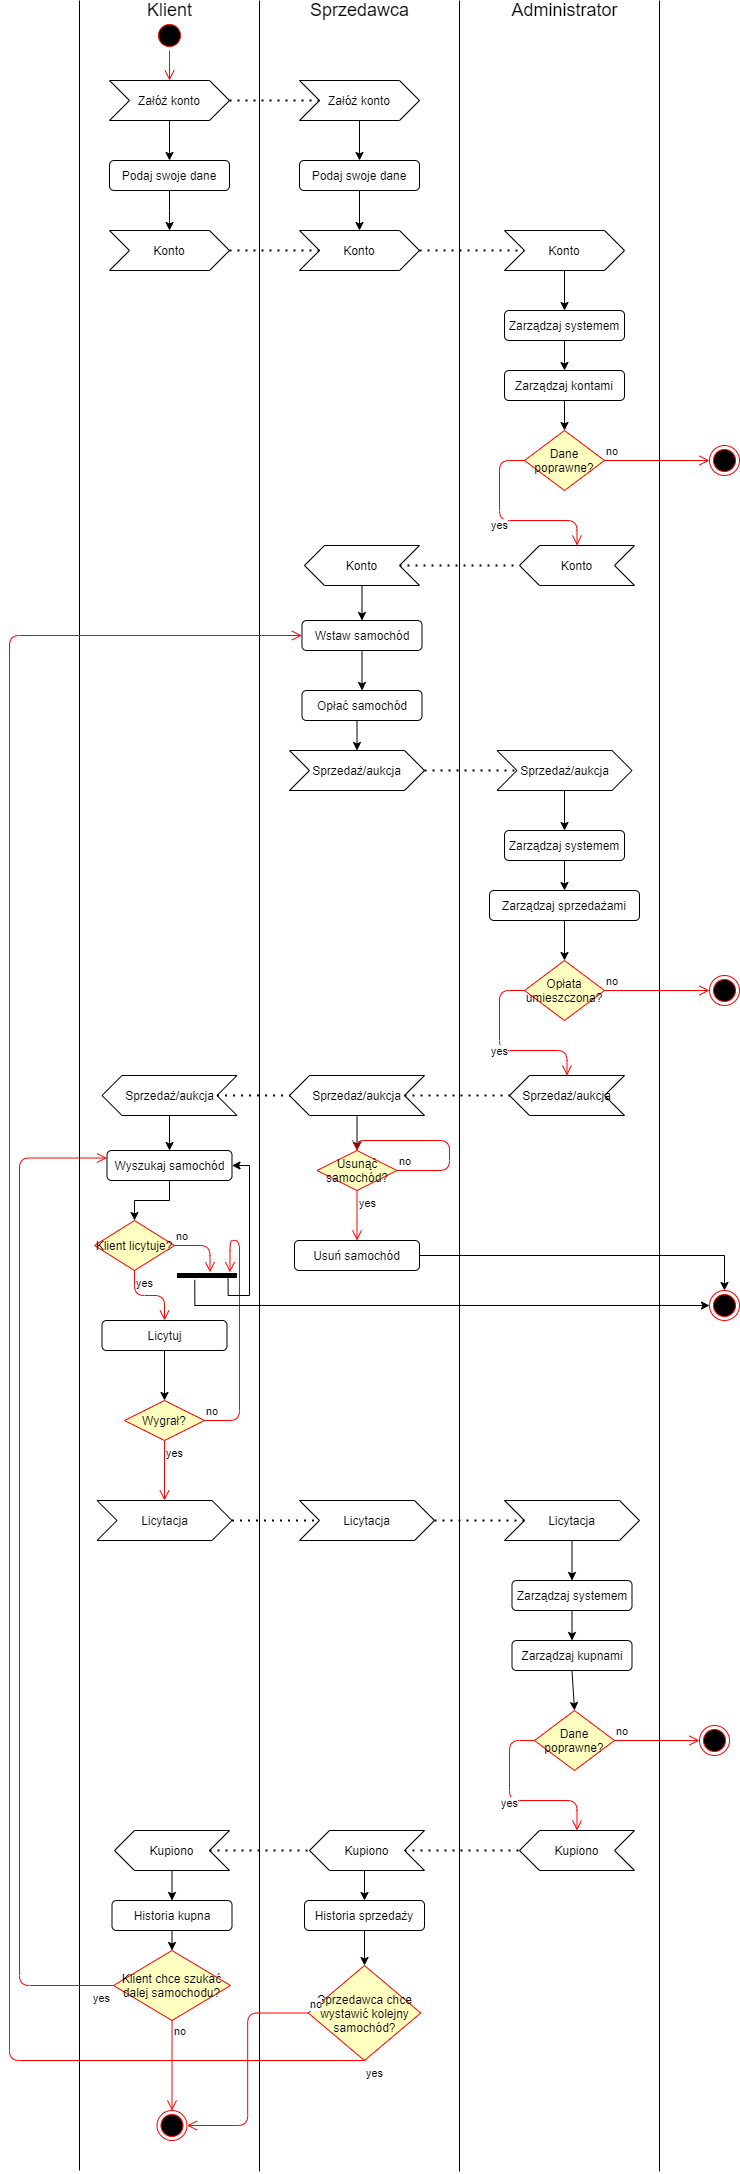 Klient
Sprzedawca
Administrator
Załóż konto
Załóż konto
Podaj swoje dane
Podaj swoje dane
Konto
Konto
Konto
Zarządzaj systemem
Zarządzaj kontami
Dane
poprawne?
no
yes
Konto
Konto
Wstaw samochód
Opłać samochód
Sprzedaż/aukcja
Sprzedaż/aukcja
Zarządzaj systemem
Zarządzaj sprzedażami
Opłata
umieszczona?
no
yes
Sprzedaż/aukcja
Sprzedaż/aukcja
Sprzedaż/aukcja
Wyszukaj samochód
Usunąć
samochód?
no
yes
Klient licytuje?
no
yes
Usuń samochód
Licytuj
Wygrał?
no
yes
Licytacja
Licytacja
Licytacja
Zarządzaj systemem
Zarządzaj kupnami
Dane
poprawne?
no
yes
Kupiono
Kupiono
Kupiono
Historia kupna
Historia sprzedaży
Klient chce szukać
dalej samochodu?
yes
no
Sprzedawca chce
wystawić kolejny
samochód?
no
yes